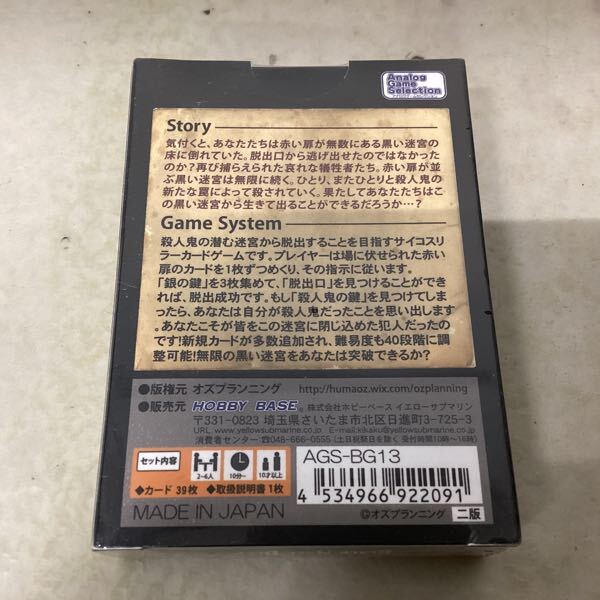 Analog
Game
Selection
Story
気付くと、あなたたちは赤い扉が無数にある黒い迷宮の
床に倒れていた。脱出口から逃げ出せたのではなかった
のか?再び捕らえられた哀れな犠牲者たち。赤い扉が並
ぶ黒い迷宮は無限に続く。ひとり、またひとりと殺人鬼の
新たな罠によって殺されていく。果たしてあなたたちはこ
の黒い迷宮から生きて出ることができるだろうか…?
Game System
殺人鬼の潜む迷宮から脱出することを目指すサイコスリ
ラーカードゲームです。プレイヤーは場に伏せられた赤
い扉のカードを1枚ずつめくり、その指示に従います。
「銀の鍵」を3枚集めて、「脱出口」を見つけることができ
れば、脱出成功です。もし「殺人鬼の鍵」を見つけてしま
ったら、あなたは自分が殺人鬼だったことを思い出します
。あなたこそが皆をこの迷宮に閉じ込めた犯人だったの
です!新規カードが多数追加され、難易度も40段階に調
整可能!無限の黒い迷宮をあなたは突破できるか?
●版権元 オズプランニング http://humaoz.wix.com/ozplanning
●販売元 HOBBY BASE 株式会社ホビーベース イエローサブマリン
〒331-0823 埼玉県さいたま市北区日進町3-725-3
URL www.yellowsubmarine.co.jp E-mail:kikaku@yellowsubmarine.co.jp
消費者センター ☎048-666-0555 (土日祝祭日を除く 受付時間10時〜16時)
セット内容
2~6人 10分~ 10才以上
◆カード 39枚 ◆取扱説明書 1枚
MADE IN JAPAN
AGS-BG13
4 534966 922091
©オズプランニング 二版